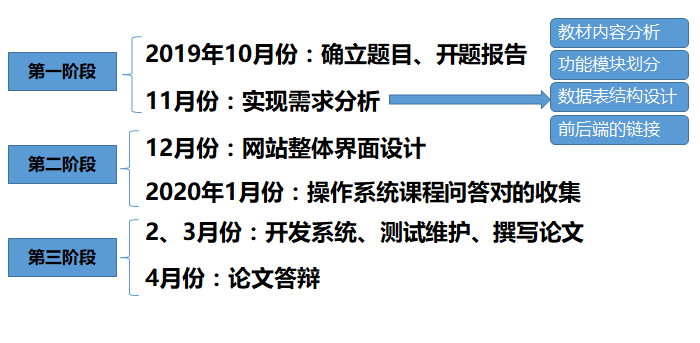 第一阶段
2019年10月份：确立题目、开题报告
11月份：实现需求分析
教材内容分析
功能模块划分
数据表结构设计
前后端的链接
第二阶段
12月份：网站整体界面设计
2020年1月份：操作系统课程问答对的收集
第三阶段
2、3月份：开发系统、测试维护、撰写论文
4月份：论文答辩